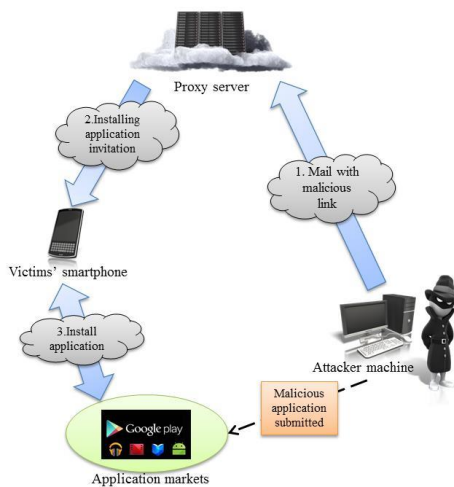 Proxy server
2.Installing
application
invitation
1. Mail with
malicious
link
Victims' smartphone
3.Install
application
Attacker machine
Malicious
application
submitted
Google play
Application markets